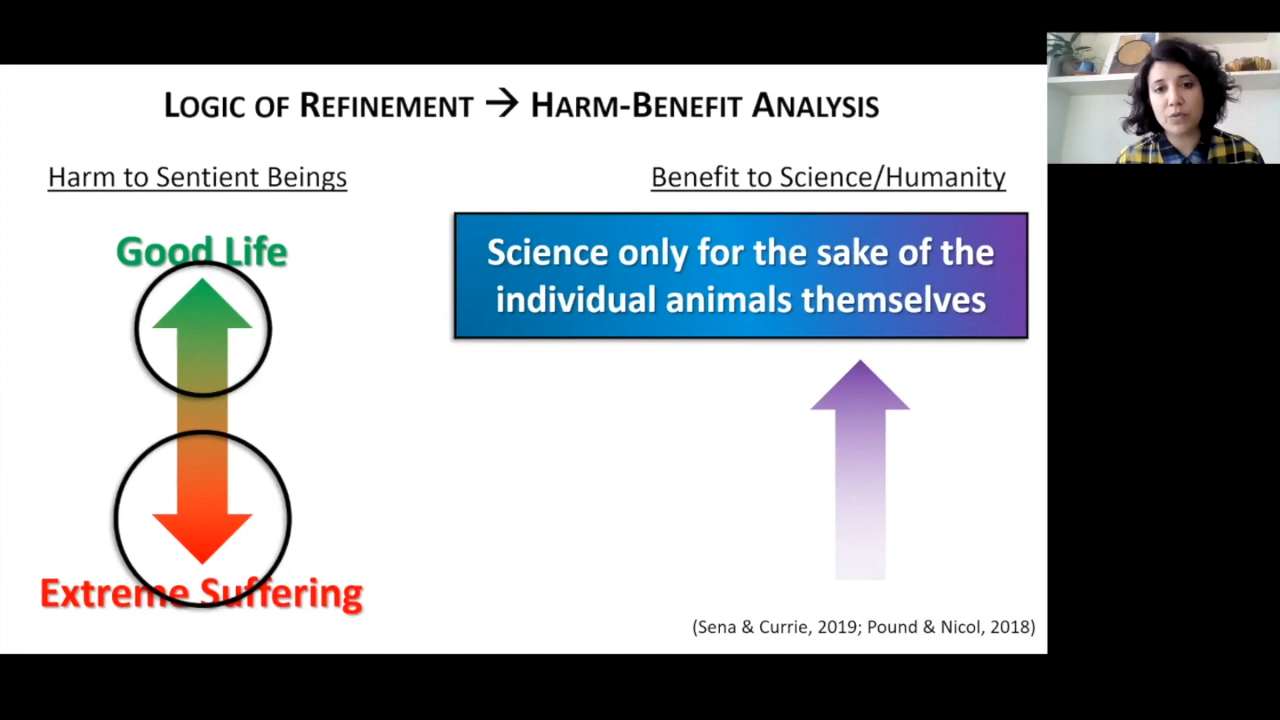 LOGIC OF REFINEMENT → HARM-BENEFIT ANALYSIS
Harm to Sentient Beings
Good Life
Extreme Suffering
Benefit to Science/Humanity
Science only for the sake of the
individual animals themselves
(Sena & Currie, 2019; Pound & Nicol, 2018)